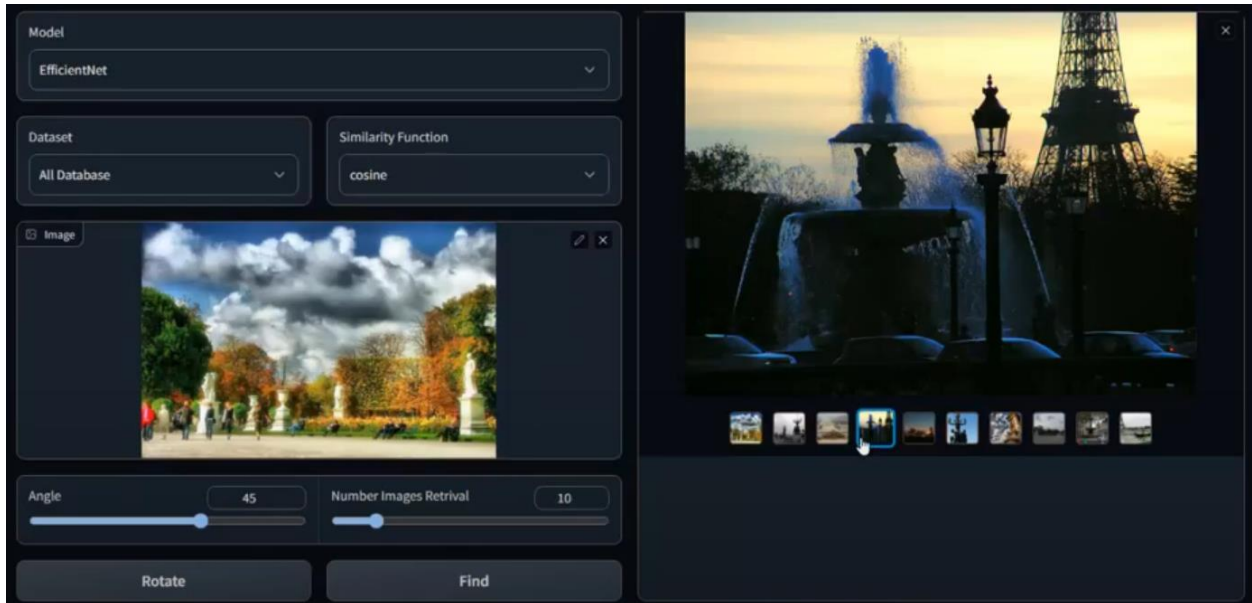 Model
EfficientNet
Dataset
Similarity Function
All Database
cosine
Image
Angle
45
Number Images Retrival
10
Rotate
Find